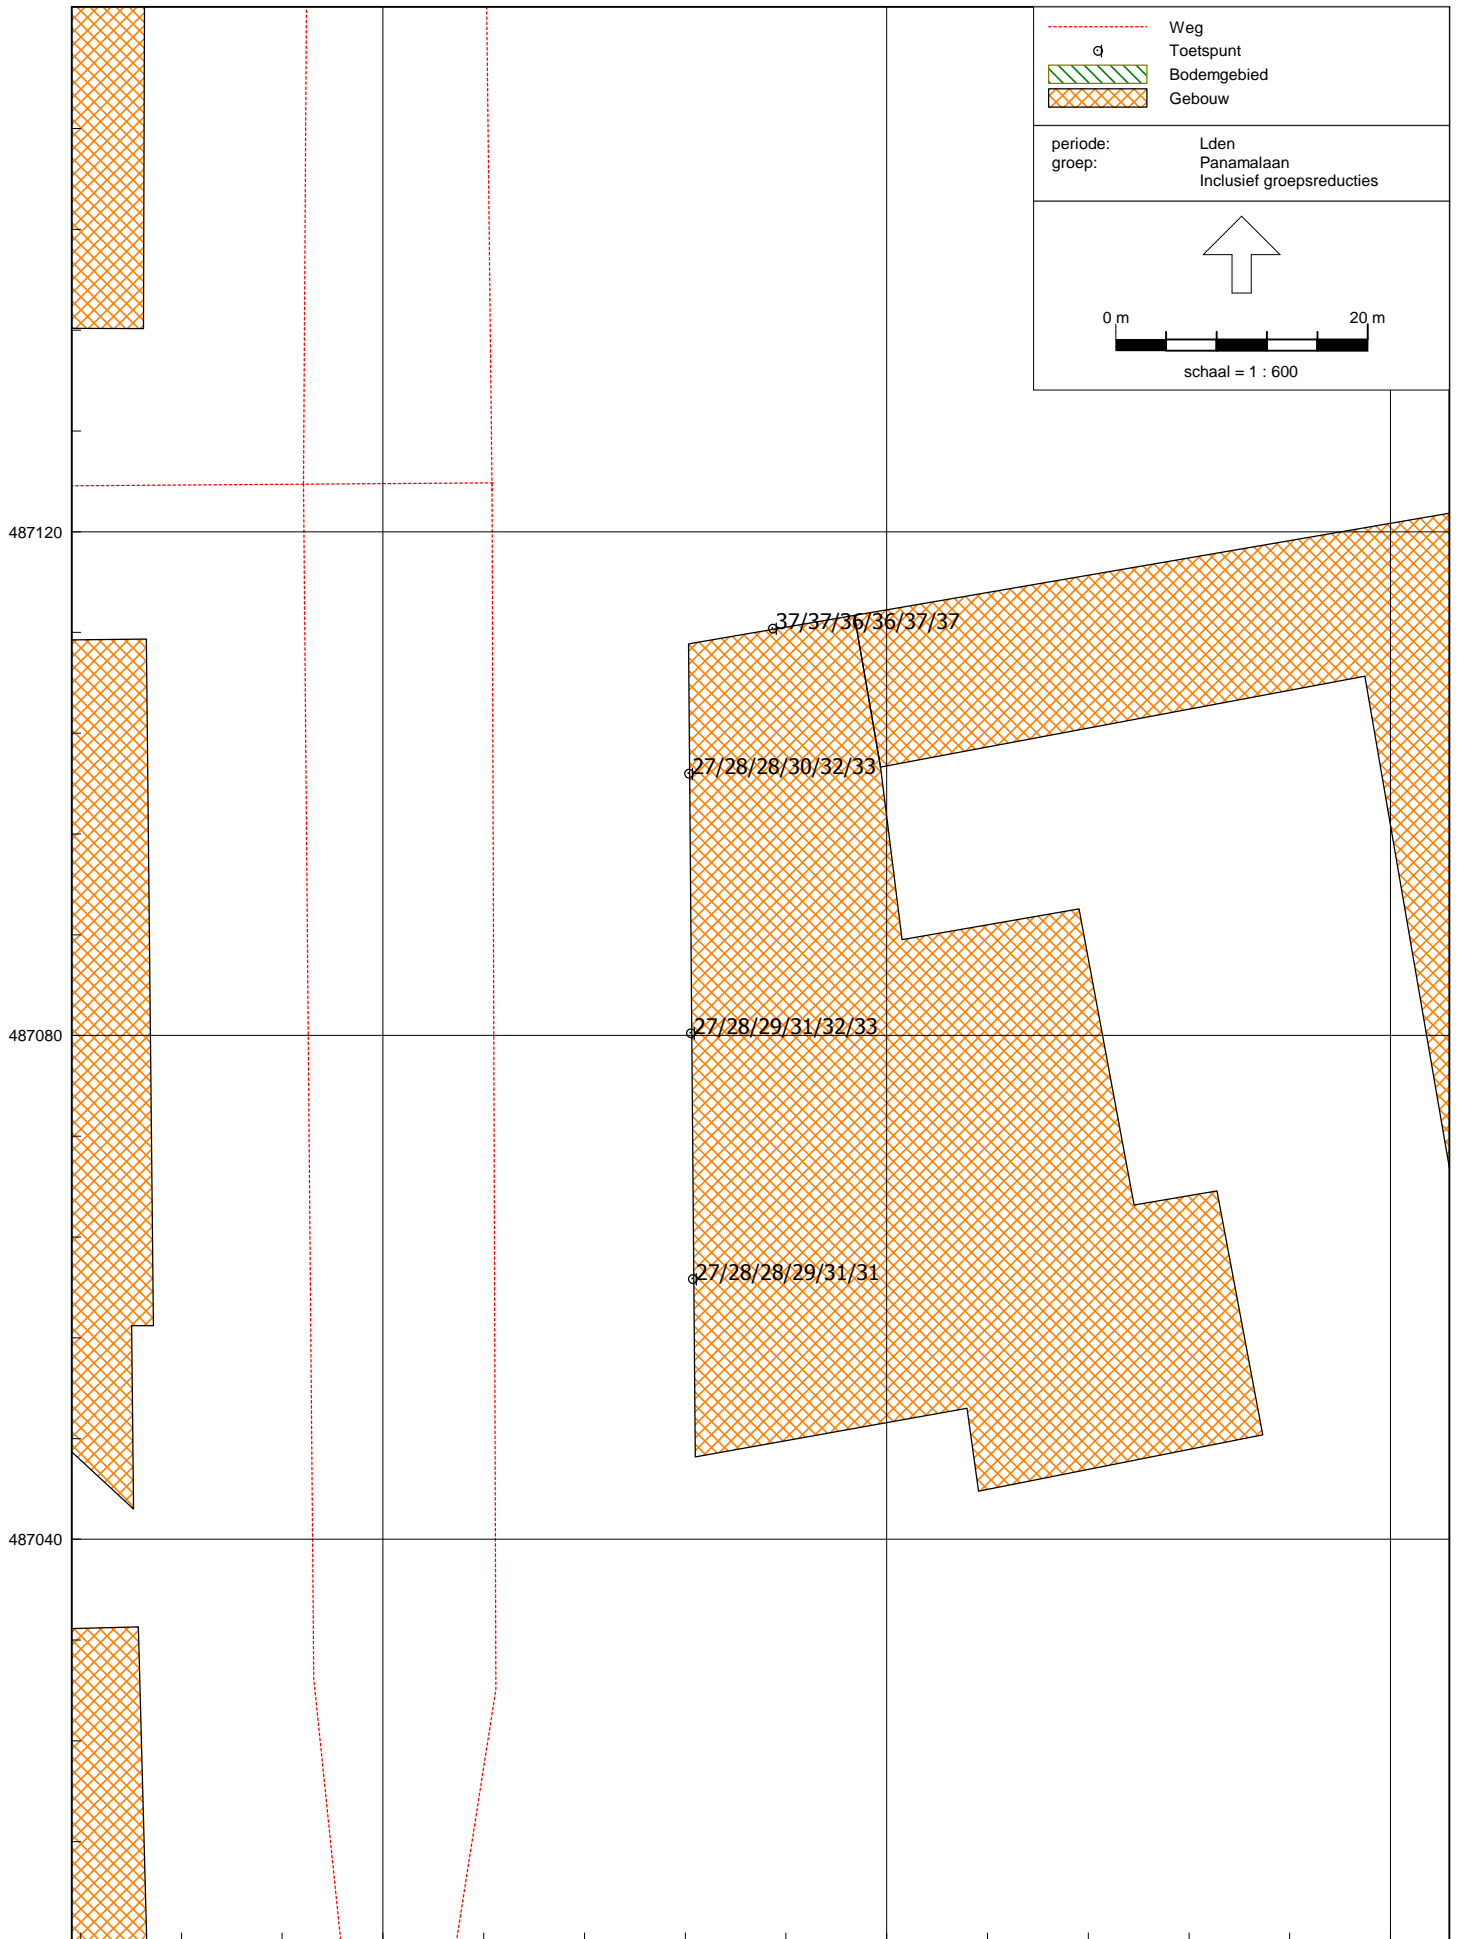 Weg
Toetspunt
Bodemgebied
Gebouw
periode: Lden
groep: Panamalaan
Inclusief groepsreducties
0 m 20 m
schaal = 1 : 600
487120
37/37/36/36/37/37
27/28/28/30/32/33
487080
27/28/29/31/32/33
27/28/28/29/31/31
487040